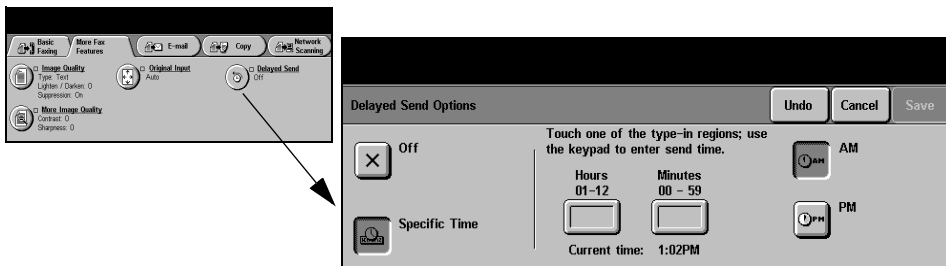 Basic
Faxing
More Fax
Features
E-mail
Copy
Network
Scanning
Image Quality
Type: Text
Lighten / Darken: 0
Suppression: On
Original Input
Auto
Delayed Send
Off
More Image Quality
Contrast: 0
Sharpness: 0
Delayed Send Options
Undo
Cancel
Save
Off
Specific Time
Touch one of the type-in regions; use
the keypad to enter send time.
Hours
01-12
Minutes
00 - 59
Current time: 1:02PM
AM
AM
PM
PM